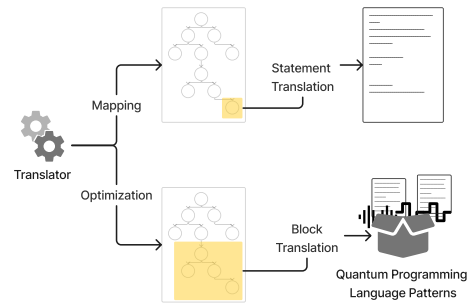 Mapping
Statement
Translation
Translator
Optimization
Block
Translation
Quantum Programming
Language Patterns